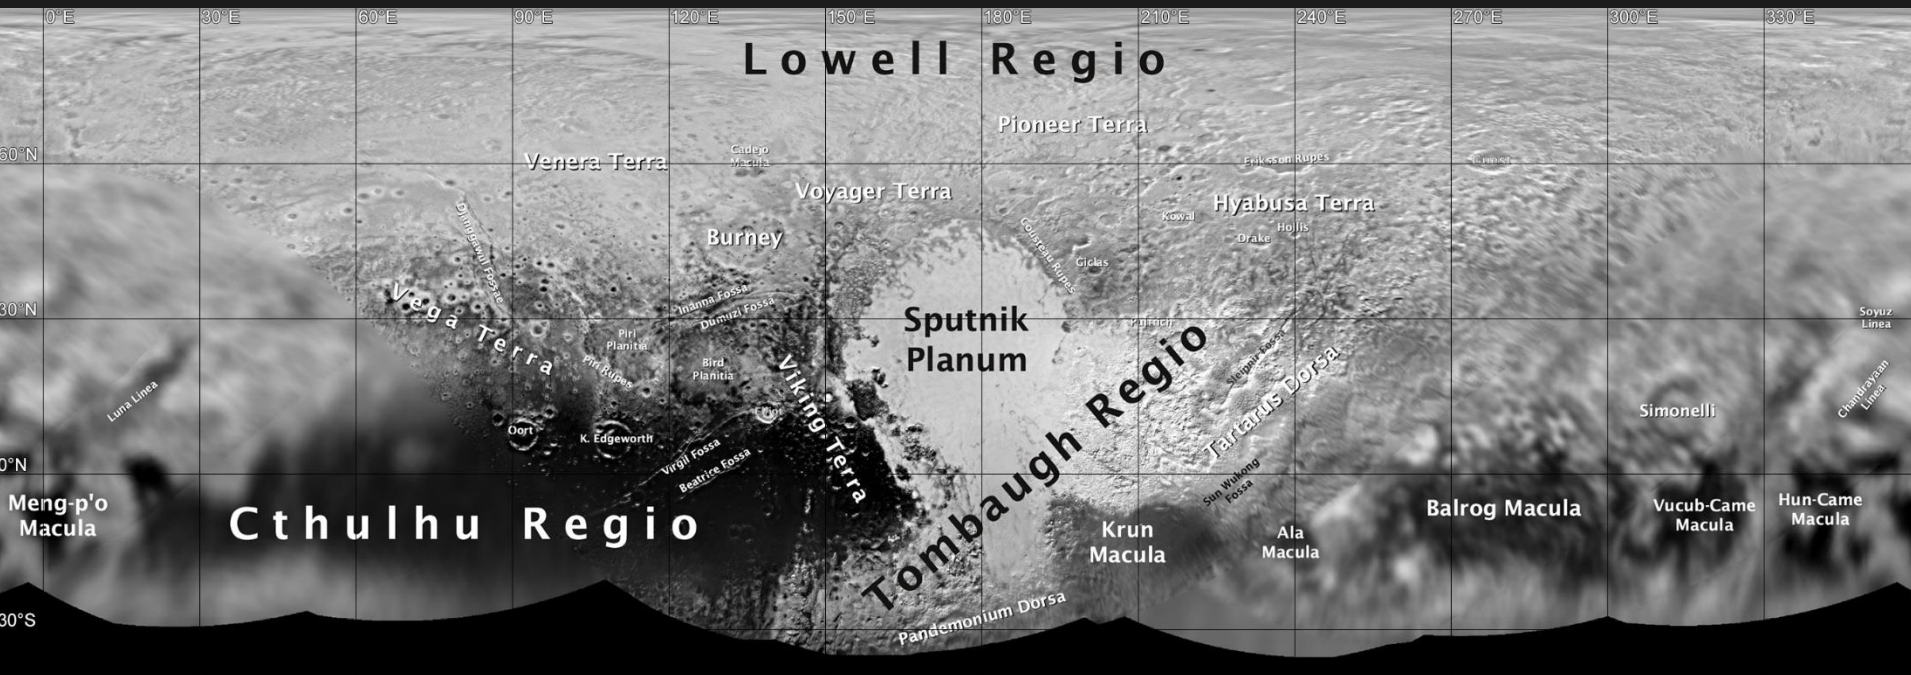 0°E 30°E 60°E 90°E 120°E 150°E 180°E 210°E 240°E 270°E 300°E 330°E
Lowell Regio
Pioneer Terra
60°N
Venera Terra
Cadejo
Macula
Eriksson Rupes
Voyager Terra
Hyabusa Terra
Kowal
Hollis
Drake
Burney
Djanggawul Fossae
Cousteau Rupes
Giclas
Vega Terra
Inanna Fossa
Dumuzi Fossa
30°N
Sputnik
Planum
Pulfrich
Soyuz
Linea
Piri
Planitia
Piri Rupes
Bird
Planitia
Viking Terra
Tombaugh Regio
Sleipnir Fossa
Tartarus Dorsa
Luna Linea
Chandrayaan
Linea
Simonelli
Elliot
Oort
K. Edgeworth
Virgil Fossa
Beatrice Fossa
0°N
Sun Wukong
Fossa
Meng-p'o
Macula
Cthulhu Regio
Krun
Macula
Ala
Macula
Balrog Macula
Vucub-Came
Macula
Hun-Came
Macula
Pandemonium Dorsa
30°S